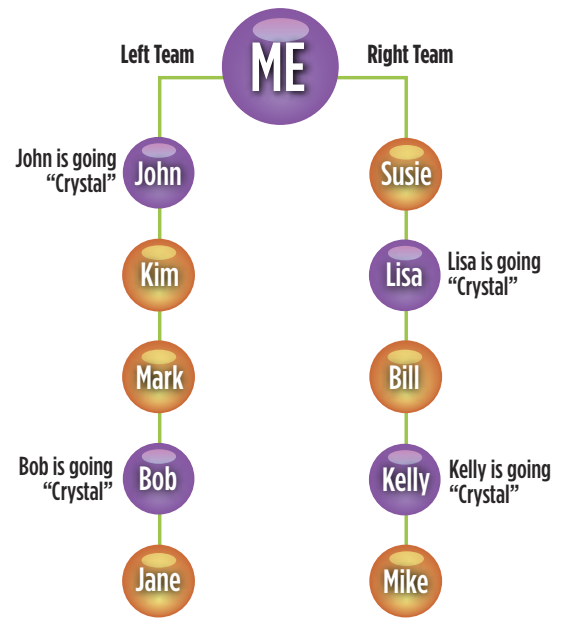 Left Team
ME
Right Team
John is going
“Crystal”
John
Susie
Kim
Lisa
Lisa is going
“Crystal”
Mark
Bill
Bob is going
“Crystal”
Bob
Kelly
Kelly is going
“Crystal”
Jane
Mike